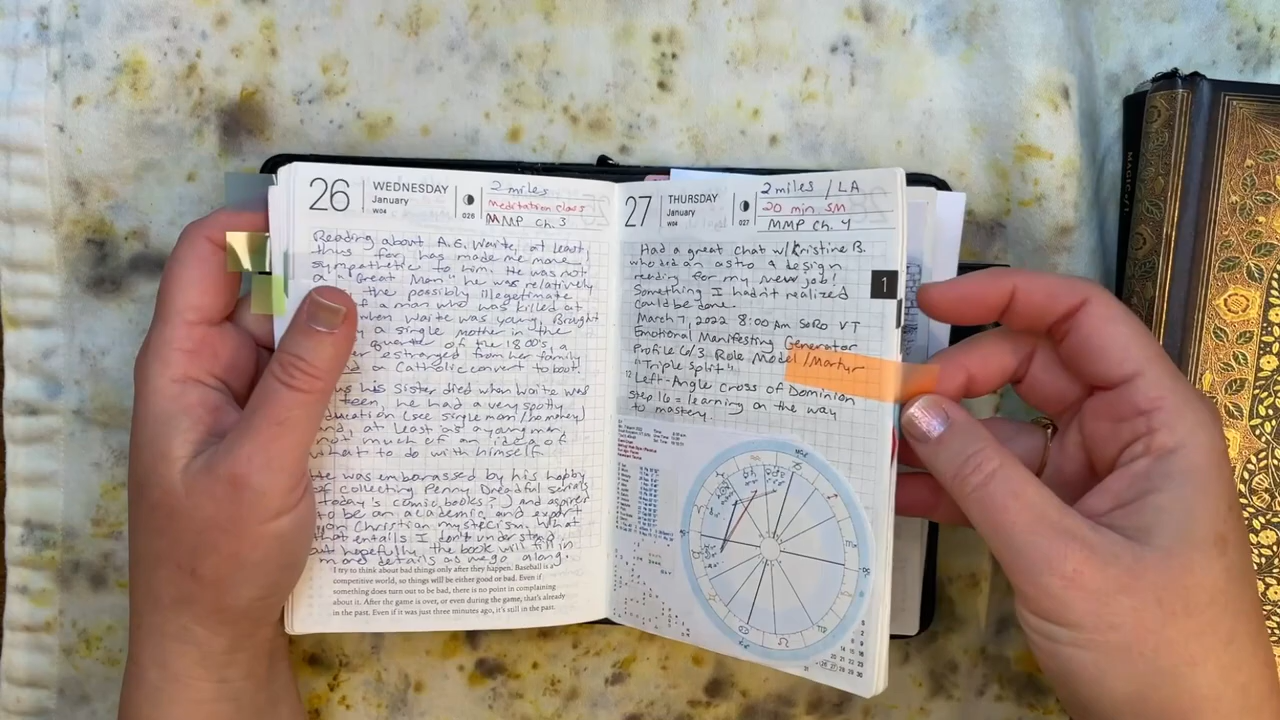 26
WEDNESDAY
January
W04
026
2 miles
meditation class
MMP Ch. 3
Reading about A.E. Waite, at least,
thus far, has made me more
sympathetic to him. He was not
a "Great Man" he was relatively
the possibly illegitimate
of a man who was killed at
when Waite was young. Brought
a single mother in the
quarter of the 1800s, a
estranged from her family
a Catholic convert to boot!
his sister died when Waite was
teen, he had a very spotty
education (see single mom/poor key)
and, at least as a young man
not much of an idea of
what to do with himself.
He was embarassed by his hobby
of collecting Penny Dreadful serials
(today's comic books?) and aspired
to be an academic and expert
on Christian mysticism. What
that entails I don't understand
but hopefully, the book will fill in
more details as we go along.
I try to think about bad things only after they happen. Baseball is a
competitive world, so things will be either good or bad. Even if
something does turn out to be bad, there is no point in complaining
about it. After the game is over, or even during the game, that's already
in the past. Even if it was just three minutes ago, it's still in the past.
27
THURSDAY
January
W04
027
2 miles / LA
20 min SM
MMP Ch. 4
Had a great chat w/ Kristine B.
who did an astro & design
reading for my new job!
Something I hadn't realized
could be done.
March 7, 2022 8:00 Am SoRo VT
Emotional Manifesting Generator
Profile 6/3 Role Model/Martyr
"Triple Split"
Left-Angle Cross of Dominion
Step 16 = learning on the way
to mastery.
1